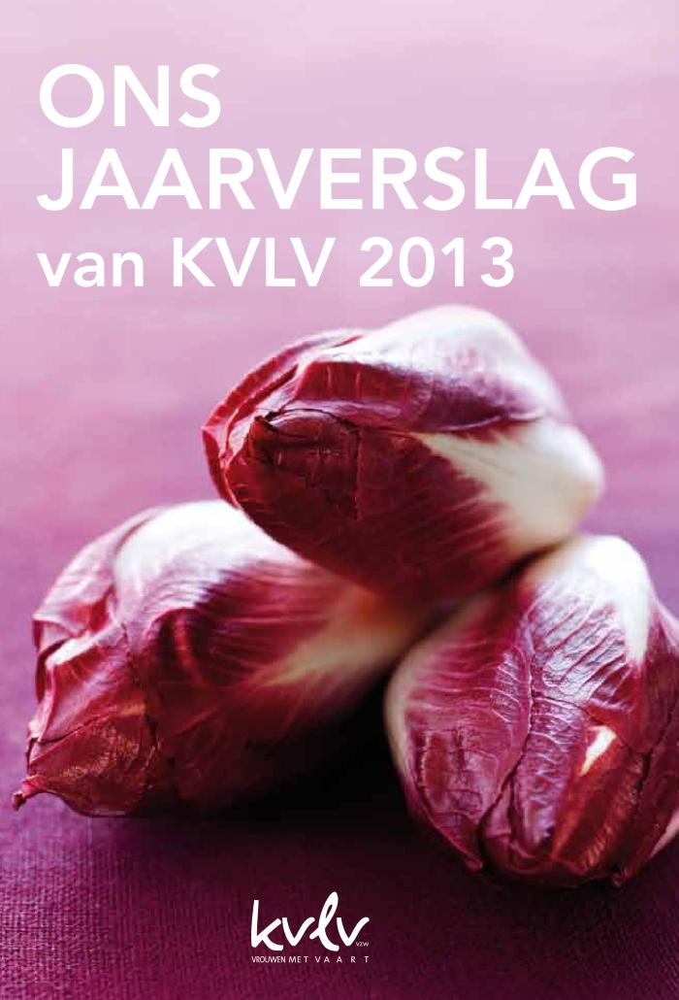 ONS
JAARVERSLAG
van KVLV 2013
kvlv vzw
VROUWEN MET VAART